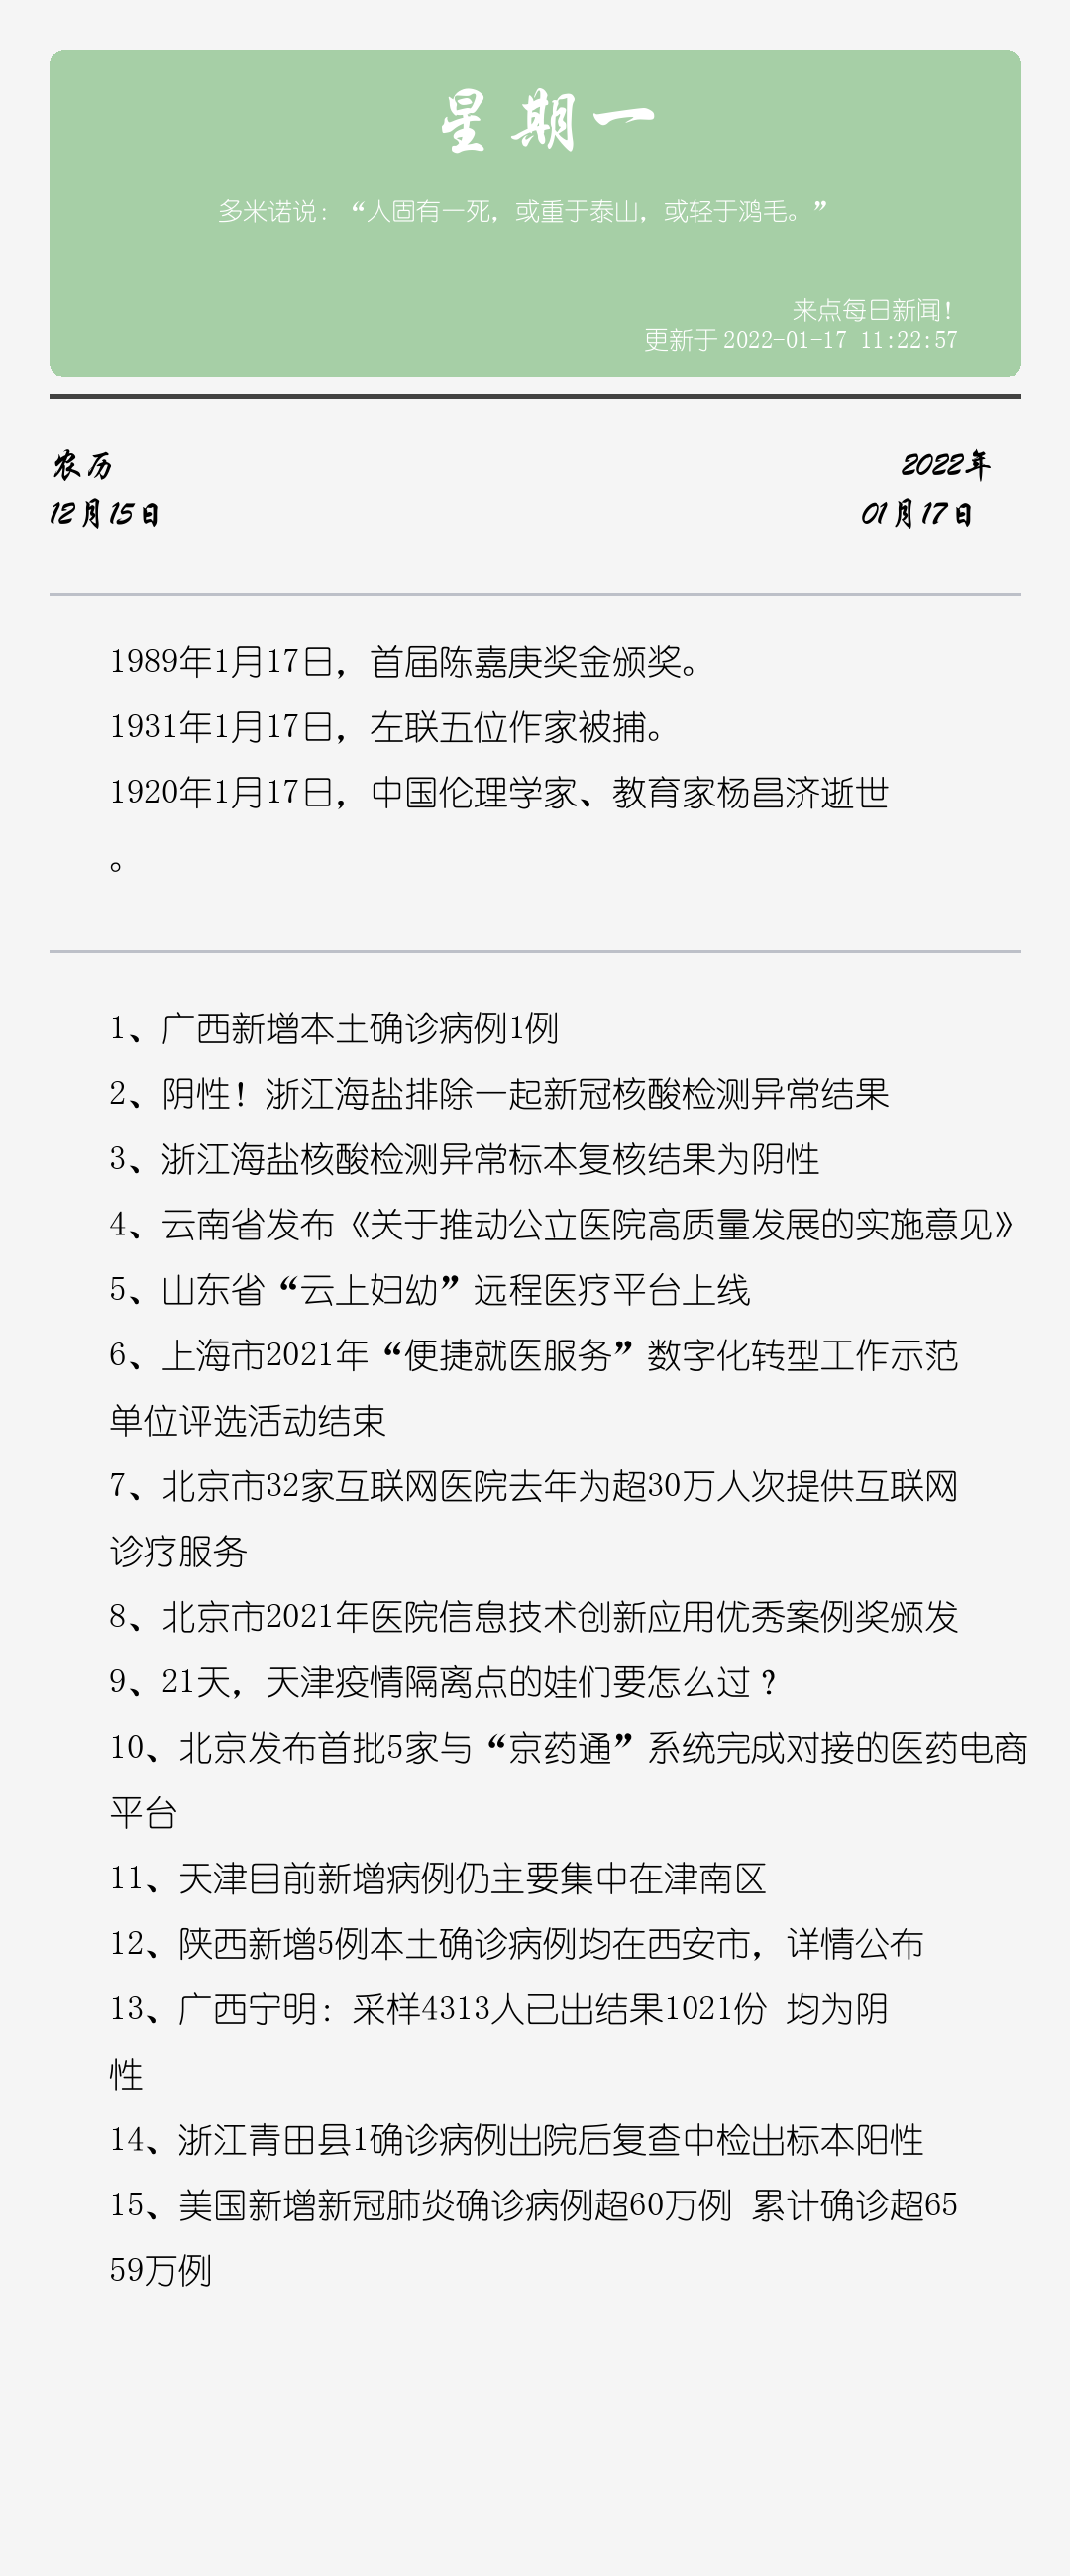 星期一
多米诺说：“人固有一死，或重于泰山，或轻于鸿毛。”
来点每日新闻！
更新于 2022-01-17 11:22:57
农历
12月15日
2022年
01月17日
1989年1月17日，首届陈嘉庚奖金颁奖。
1931年1月17日，左联五位作家被捕。
1920年1月17日，中国伦理学家、教育家杨昌济逝世
。
1、广西新增本土确诊病例1例
2、阴性！浙江海盐排除一起新冠核酸检测异常结果
3、浙江海盐核酸检测异常标本复核结果为阴性
4、云南省发布《关于推动公立医院高质量发展的实施意见》
5、山东省“云上妇幼”远程医疗平台上线
6、上海市2021年“便捷就医服务”数字化转型工作示范
单位评选活动结束
7、北京市32家互联网医院去年为超30万人次提供互联网
诊疗服务
8、北京市2021年医院信息技术创新应用优秀案例奖颁发
9、21天，天津疫情隔离点的娃们要怎么过？
10、北京发布首批5家与“京药通”系统完成对接的医药电商
平台
11、天津目前新增病例仍主要集中在津南区
12、陕西新增5例本土确诊病例均在西安市，详情公布
13、广西宁明：采样4313人已出结果1021份 均为阴
性
14、浙江青田县1确诊病例出院后复查中检出标本阳性
15、美国新增新冠肺炎确诊病例超60万例 累计确诊超65
59万例